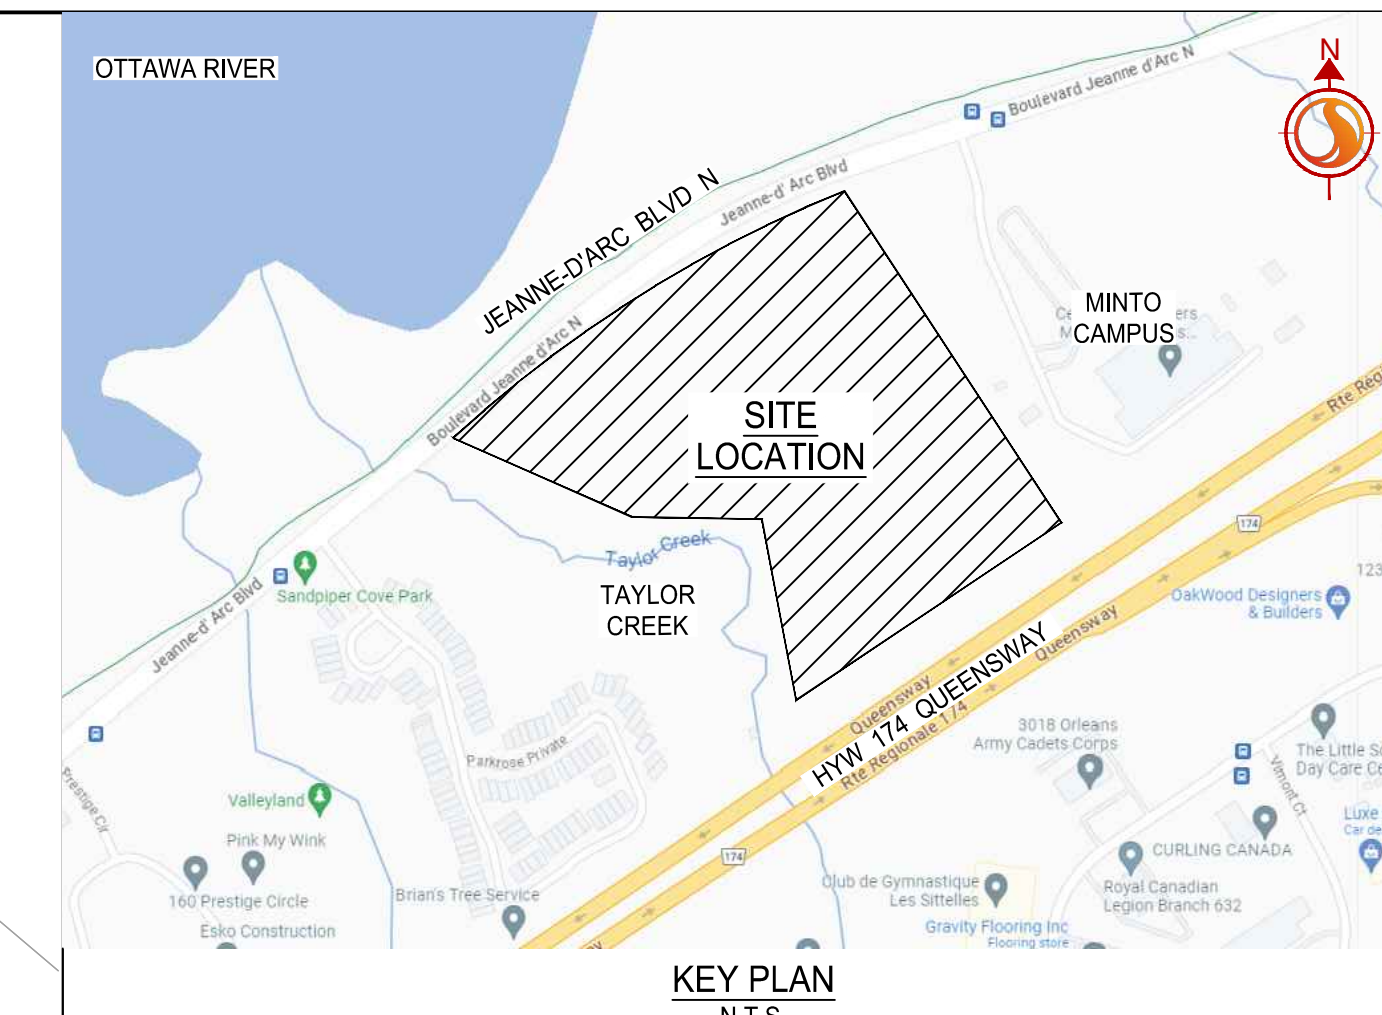 OTTAWA RIVER
N
Boulevard Jeanne d'Arc N
JEANNE-D'ARC BLVD N
Jeanne-d' Arc Blvd
Boulevard Jeanne d'Arc N
MINTO
CAMPUS
SITE
LOCATION
174
Taylor Creek
TAYLOR
CREEK
Sandpiper Cove Park
Jeanne-d' Arc Blvd
OakWood Designers
& Builders
123
HYW 174 QUEENSWAY
Queensway
Queensway
Rte Régionale 174
3018 Orleans
Army Cadets Corps
The Little
Day Care
Vimont Ct
Parkrose Private
Prestige Cir
Valleyland
Pink My Wink
160 Prestige Circle
Esko Construction
Brian's Tree Service
174
Luxe
Car de
CURLING CANADA
Royal Canadian
Legion Branch 632
Club de Gymnastique
Les Sittelles
Gravity Flooring Inc
Flooring store
KEY PLAN
N.T.S.